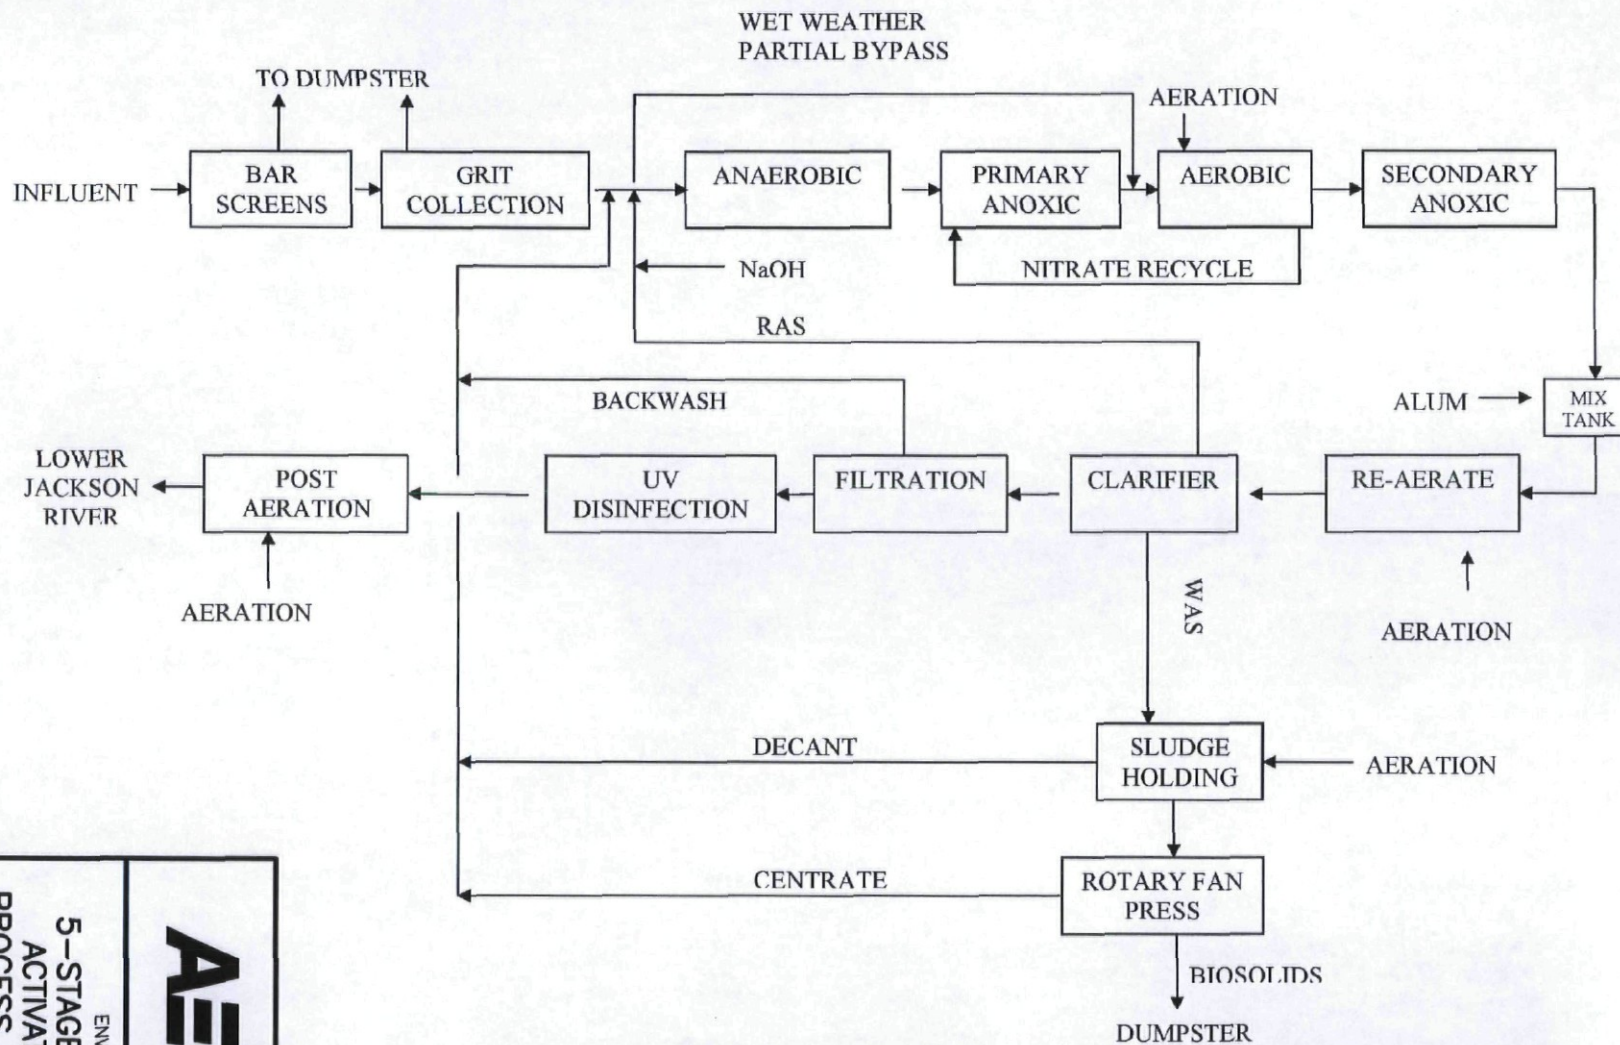 WET WEATHER
PARTIAL BYPASS
TO DUMPSTER
AERATION
INFLUENT
BAR
SCREENS
GRIT
COLLECTION
ANAEROBIC
PRIMARY
ANOXIC
AEROBIC
SECONDARY
ANOXIC
NaOH
NITRATE RECYCLE
RAS
BACKWASH
ALUM
MIX
TANK
LOWER
JACKSON
RIVER
POST
AERATION
UV
DISINFECTION
FILTRATION
CLARIFIER
RE-AERATE
AERATION
WAS
AERATION
DECANT
SLUDGE
HOLDING
AERATION
CENTRATE
ROTARY FAN
PRESS
BIOSOLIDS
DUMPSTER
5-STAGE